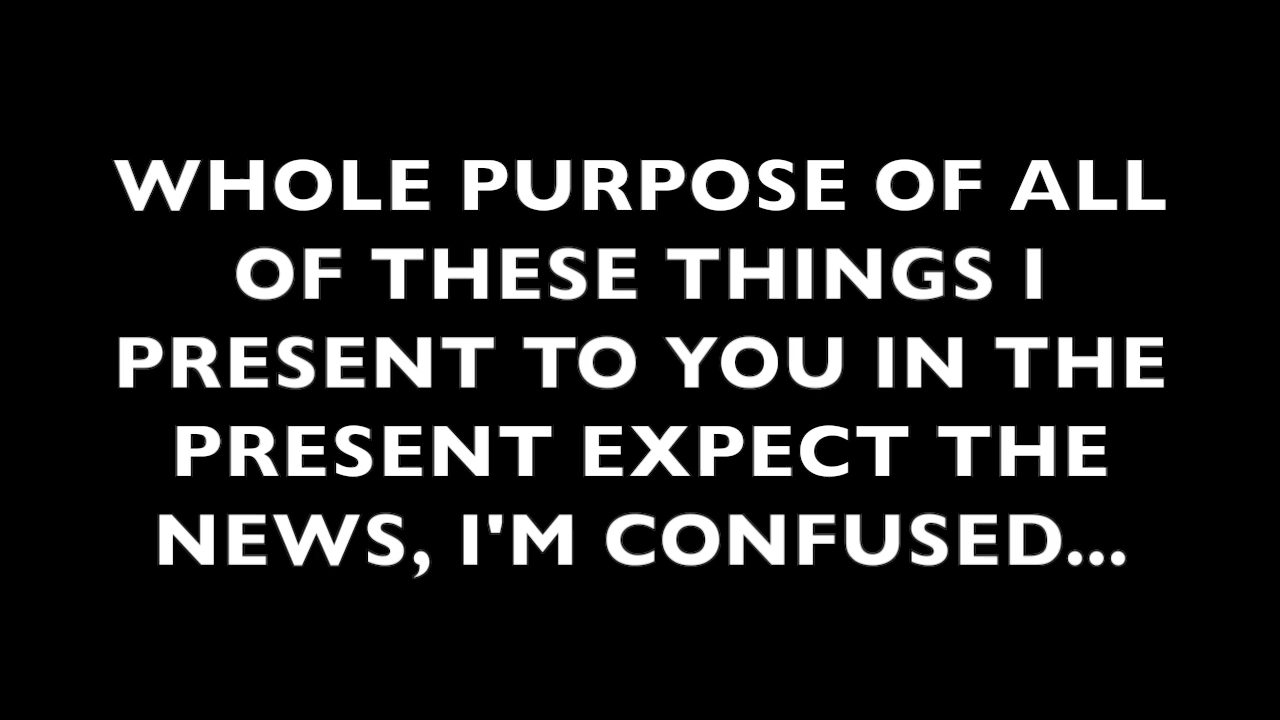 WHOLE PURPOSE OF ALL
OF THESE THINGS I
PRESENT TO YOU IN THE
PRESENT EXPECT THE
NEWS, I'M CONFUSED...